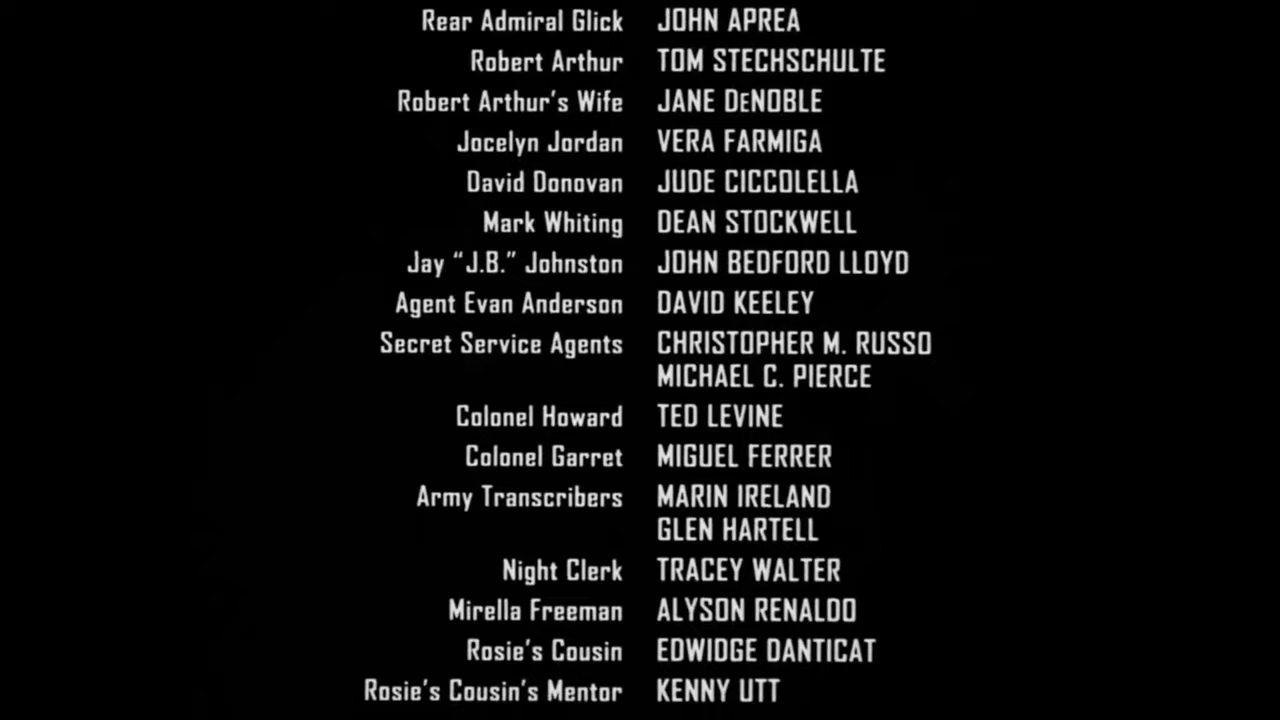 Rear Admiral Glick JOHN APREA
Robert Arthur TOM STECHSCHULTE
Robert Arthur's Wife JANE DeNOBLE
Jocelyn Jordan VERA FARMIGA
David Donovan JUDE CICCOLELLA
Mark Whiting DEAN STOCKWELL
Jay “J.B.” Johnston JOHN BEDFORD LLOYD
Agent Evan Anderson DAVID KEELEY
Secret Service Agents CHRISTOPHER M. RUSSO
MICHAEL C. PIERCE
Colonel Howard TED LEVINE
Colonel Garret MIGUEL FERRER
Army Transcribers MARIN IRELAND
GLEN HARTELL
Night Clerk TRACEY WALTER
Mirella Freeman ALYSON RENALDO
Rosie's Cousin EDWIDGE DANTICAT
Rosie's Cousin's Mentor KENNY UTT